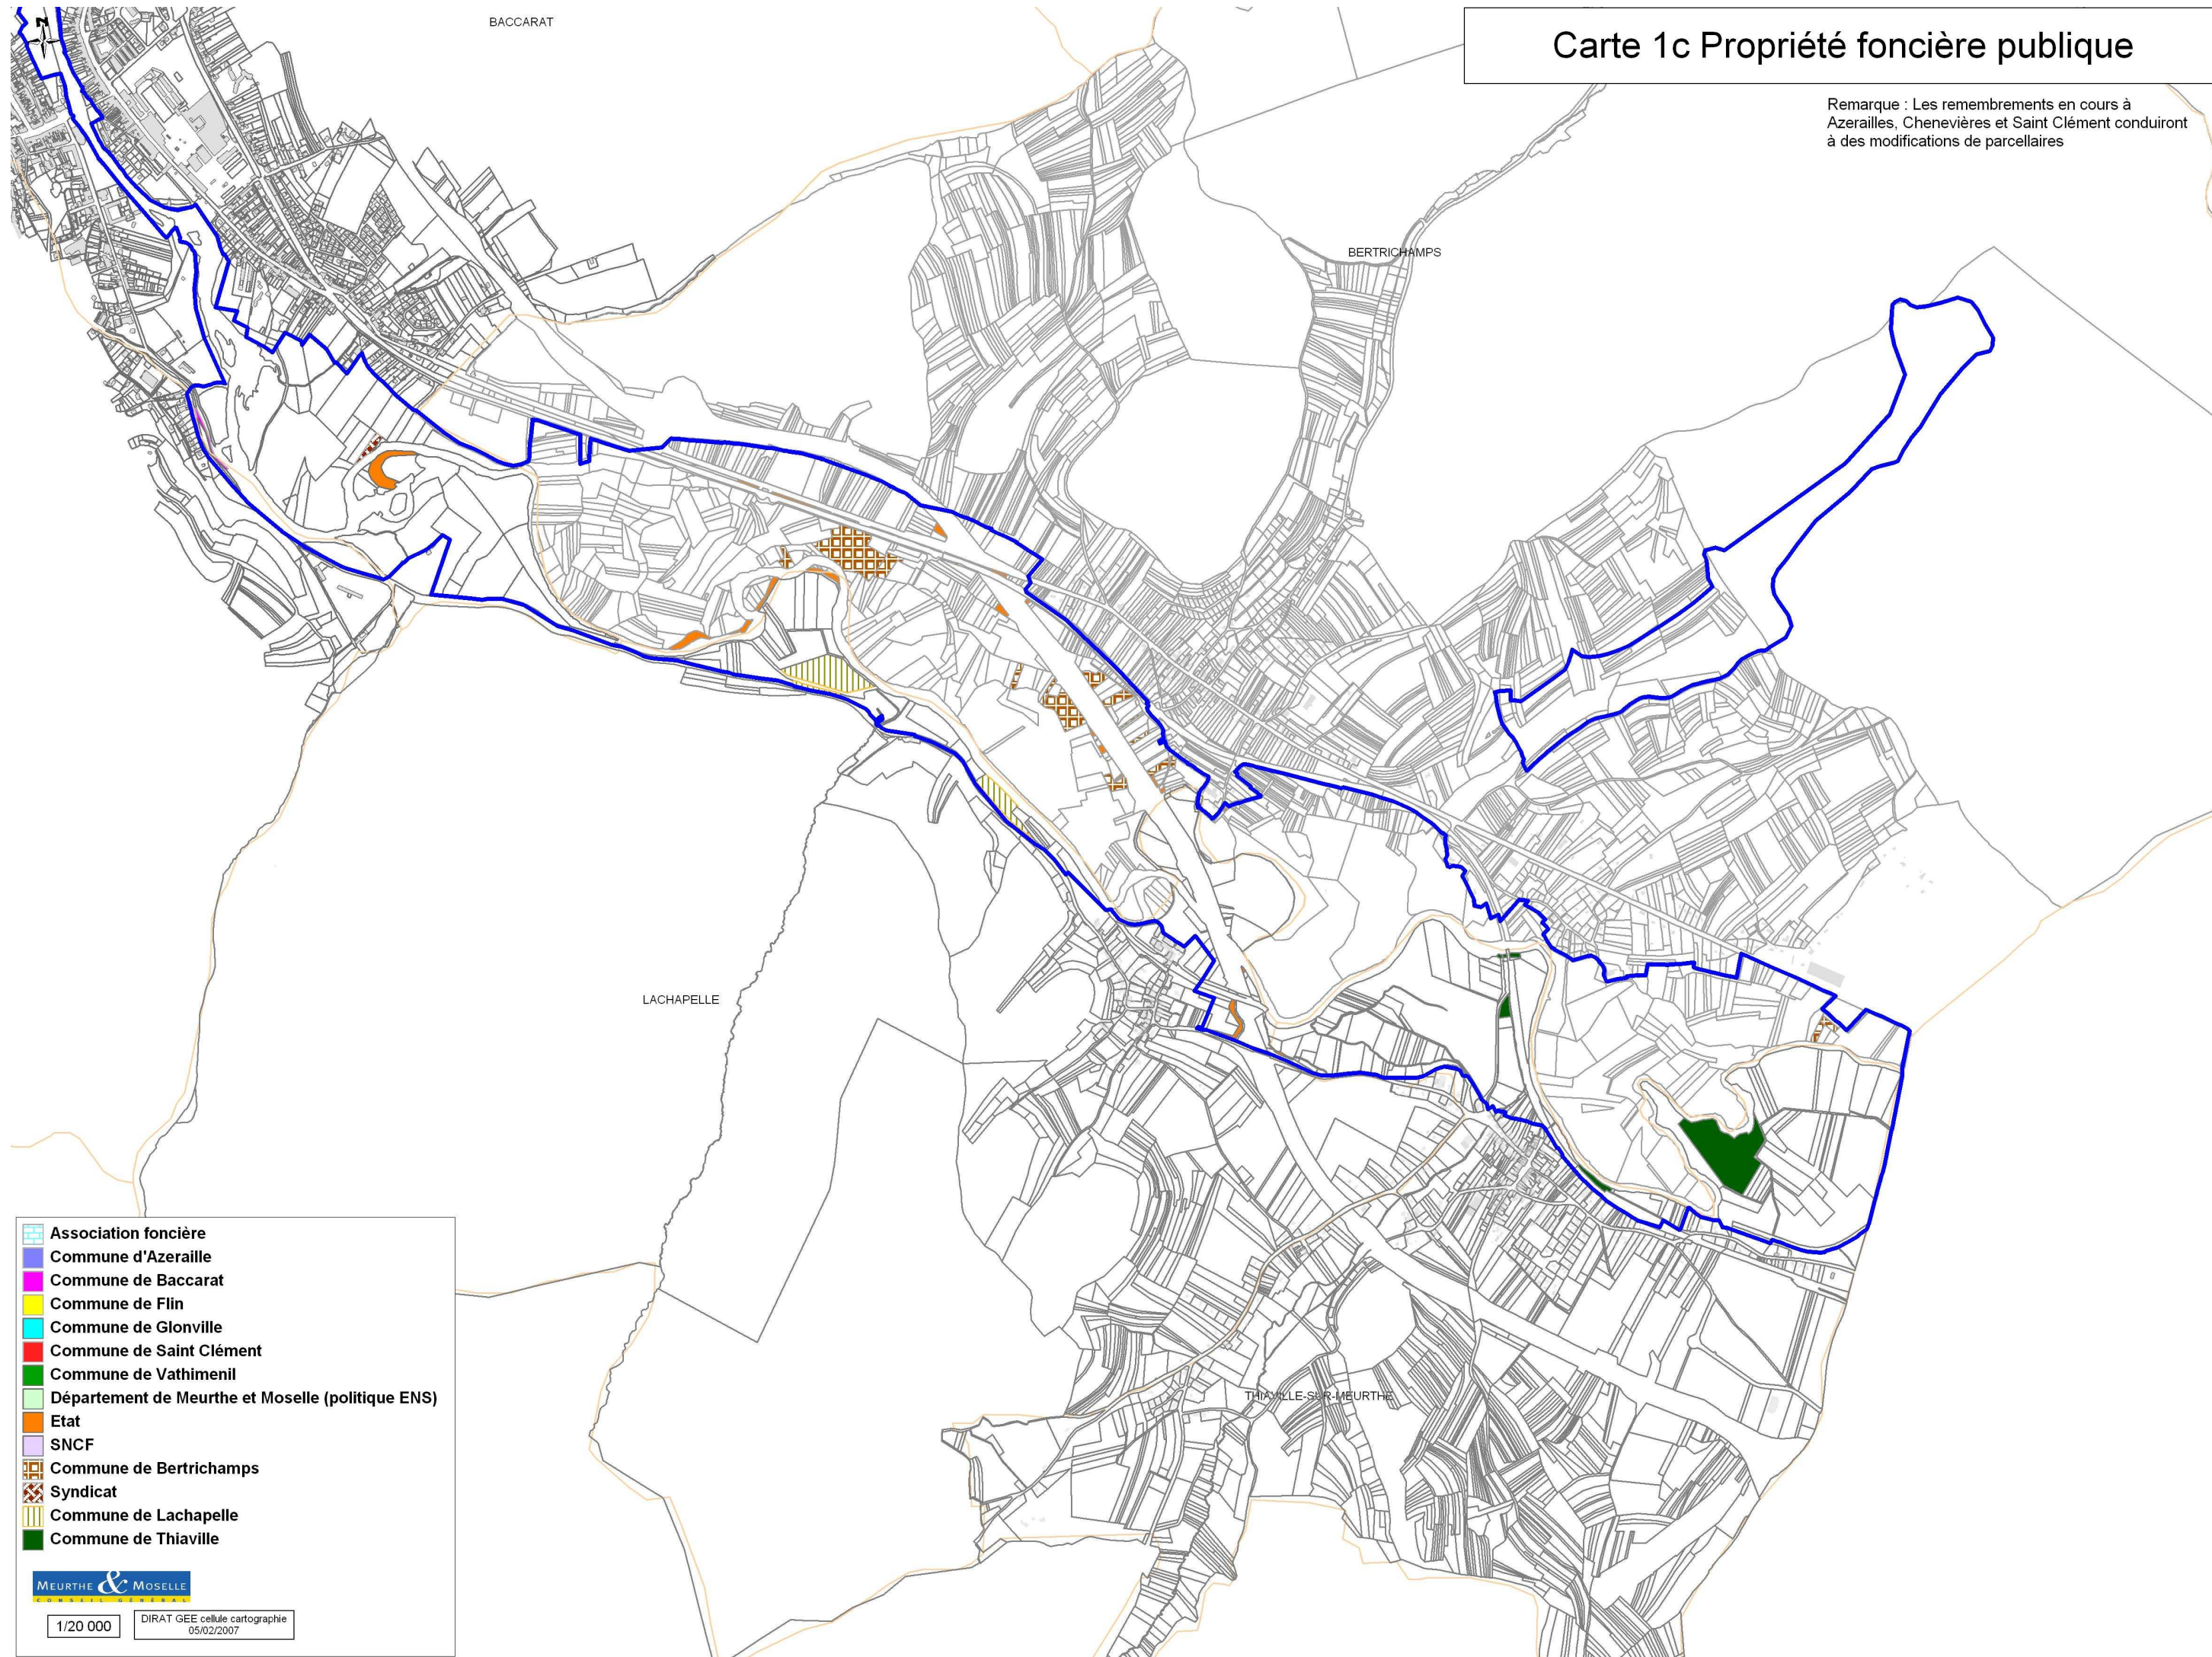 BACCARAT
Carte 1c Propriété foncière publique
Remarque : Les remembrements en cours à
Azerailles, Chenevières et Saint Clément conduiront
à des modifications de parcellaires
N
BERTRICHAMPS
LACHAPELLE
THIAVILLE-SUR-MEURTHE
Association foncière
Commune d'Azeraille
Commune de Baccarat
Commune de Flin
Commune de Glonville
Commune de Saint Clément
Commune de Vathimenil
Département de Meurthe et Moselle (politique ENS)
Etat
SNCF
Commune de Bertrichamps
Syndicat
Commune de Lachapelle
Commune de Thiaville
MEURTHE & MOSELLE
CONSEIL GÉNÉRAL
1/20 000
DIRAT GEE cellule cartographie
05/02/2007